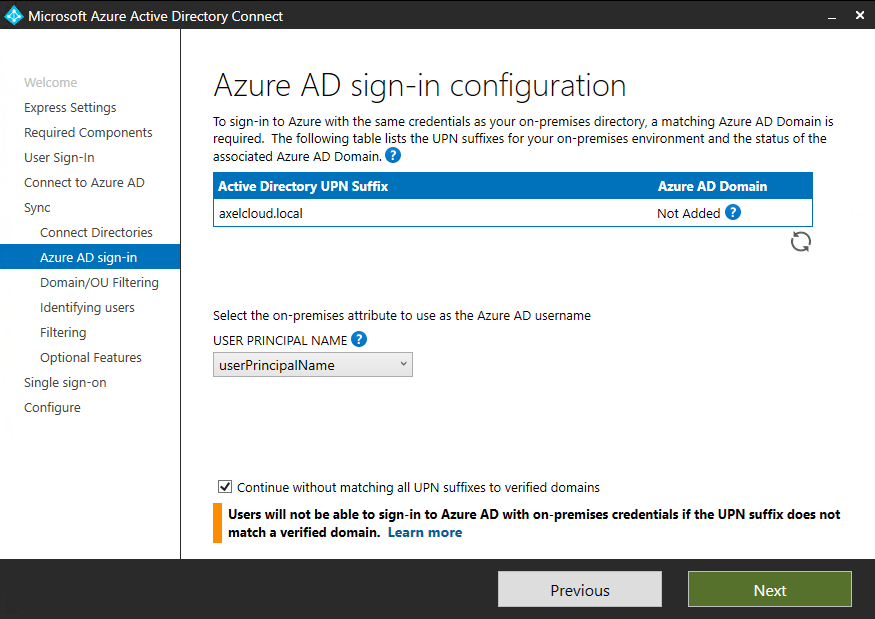 Microsoft Azure Active Directory Connect
Welcome
Express Settings
Required Components
User Sign-In
Connect to Azure AD
Sync
Connect Directories
Azure AD sign-in
Domain/OU Filtering
Identifying users
Filtering
Optional Features
Single sign-on
Configure
Azure AD sign-in configuration
To sign-in to Azure with the same credentials as your on-premises directory, a matching Azure AD Domain is
required.  The following table lists the UPN suffixes for your on-premises environment and the status of the
associated Azure AD Domain. ?
Active Directory UPN Suffix Azure AD Domain
axelcloud.local Not Added ?
Select the on-premises attribute to use as the Azure AD username
USER PRINCIPAL NAME ?
userPrincipalName
Continue without matching all UPN suffixes to verified domains
Users will not be able to sign-in to Azure AD with on-premises credentials if the UPN suffix does not
match a verified domain.  Learn more
Previous Next